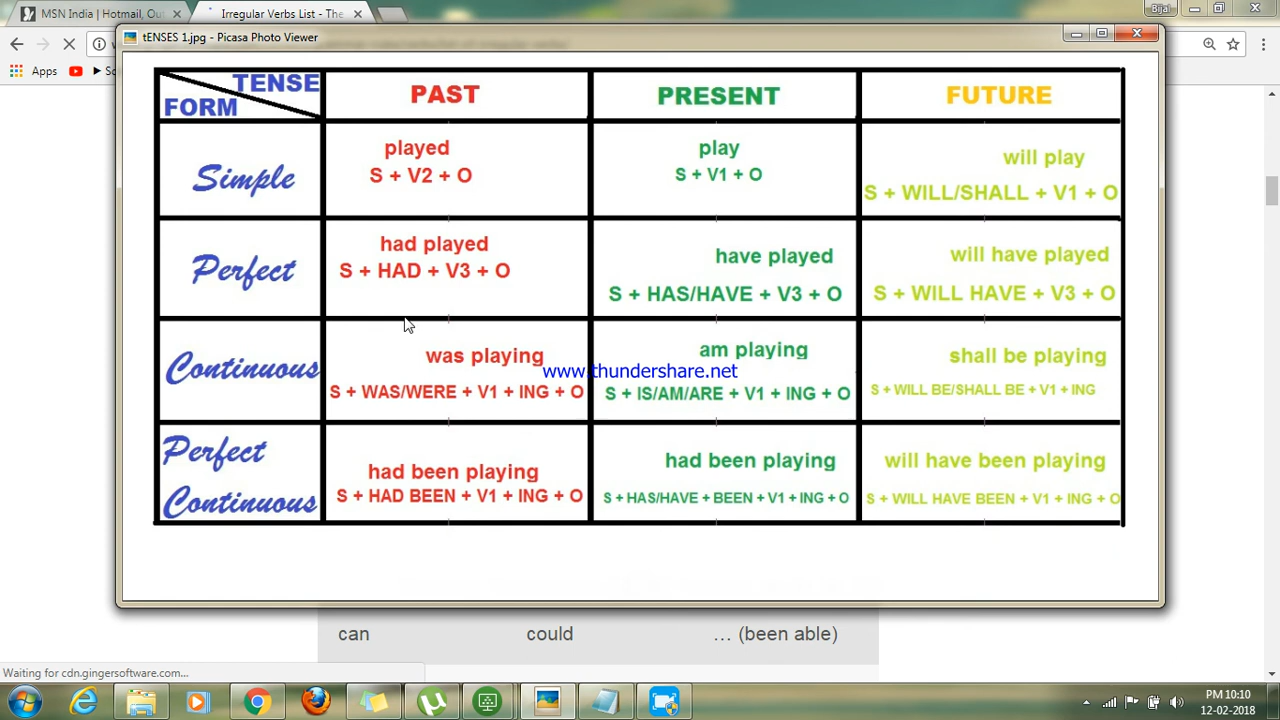 MSN India | Hotmail, Ou
Irregular Verbs List - The
Bijal
tENSES 1.jpg - Picasa Photo Viewer
Apps
TENSE
FORM
PAST
PRESENT
FUTURE
Simple
played
S + V2 + O
play
S + V1 + O
will play
S + WILL/SHALL + V1 + O
Perfect
had played
S + HAD + V3 + O
have played
S + HAS/HAVE + V3 + O
will have played
S + WILL HAVE + V3 + O
Continuous
was playing
S + WAS/WERE + V1 + ING + O
am playing
S + IS/AM/ARE + V1 + ING + O
shall be playing
S + WILL BE/SHALL BE + V1 + ING
www.thundershare.net
Perfect
Continuous
had been playing
S + HAD BEEN + V1 + ING + O
had been playing
S + HAS/HAVE + BEEN + V1 + ING + O
will have been playing
S + WILL HAVE BEEN + V1 + ING + O
can could … (been able)
Waiting for cdn.gingersoftware.com...
PM 10:10
12-02-2018